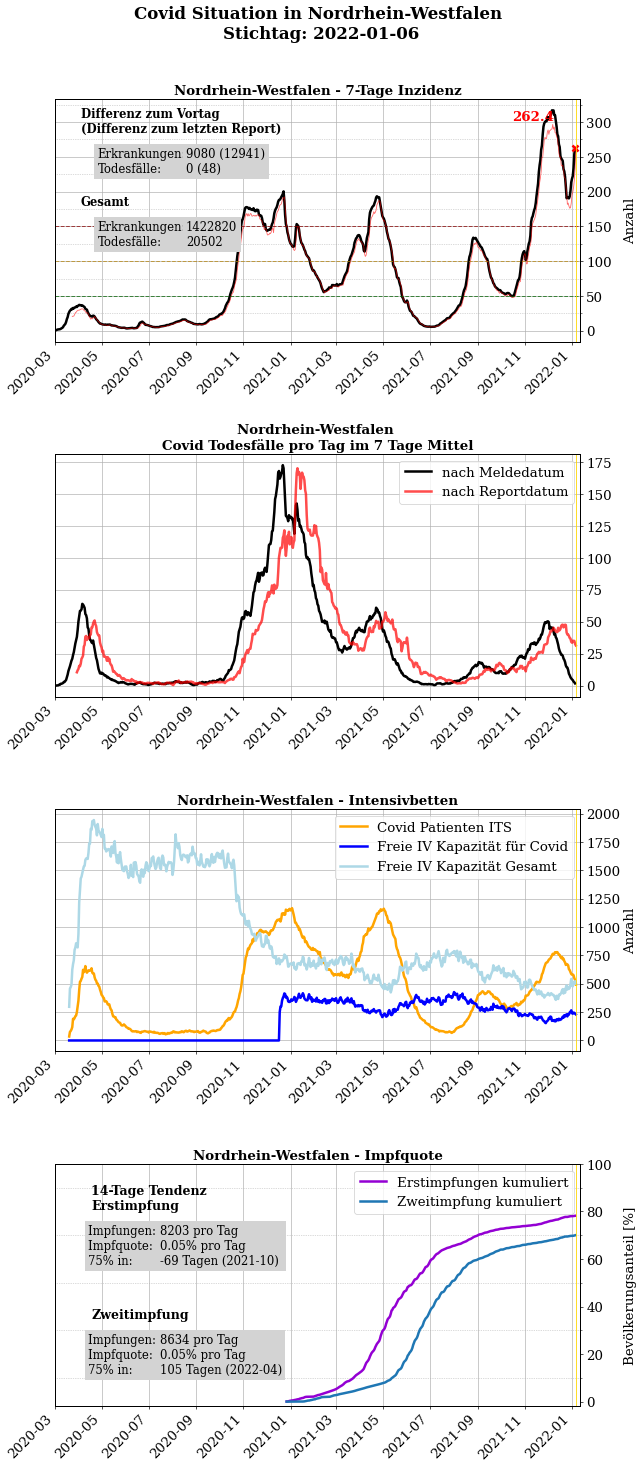 Covid Situation in Nordrhein-Westfalen
Stichtag: 2022-01-06
Nordrhein-Westfalen - 7-Tage Inzidenz
Differenz zum Vortag
(Differenz zum letzten Report)
Erkrankungen 9080 (12941)
Todesfälle: 0 (48)
Gesamt
Erkrankungen 1422820
Todesfälle: 20502
262.4
300
250
200
150
100
50
0
Anzahl
2020-03
2020-05
2020-07
2020-09
2020-11
2021-01
2021-03
2021-05
2021-07
2021-09
2021-11
2022-01
Nordrhein-Westfalen
Covid Todesfälle pro Tag im 7 Tage Mittel
nach Meldedatum
nach Reportdatum
175
150
125
100
75
50
25
0
2020-03
2020-05
2020-07
2020-09
2020-11
2021-01
2021-03
2021-05
2021-07
2021-09
2021-11
2022-01
Nordrhein-Westfalen - Intensivbetten
Covid Patienten ITS
Freie IV Kapazität für Covid
Freie IV Kapazität Gesamt
2000
1750
1500
1250
1000
750
500
250
0
Anzahl
2020-03
2020-05
2020-07
2020-09
2020-11
2021-01
2021-03
2021-05
2021-07
2021-09
2021-11
2022-01
Nordrhein-Westfalen - Impfquote
14-Tage Tendenz
Erstimpfung
Impfungen: 8203 pro Tag
Impfquote: 0.05% pro Tag
75% in: -69 Tagen (2021-10)
Zweitimpfung
Impfungen: 8634 pro Tag
Impfquote: 0.05% pro Tag
75% in: 105 Tagen (2022-04)
Erstimpfungen kumuliert
Zweitimpfung kumuliert
100
80
60
40
20
0
Bevölkerungsanteil [%]
2020-03
2020-05
2020-07
2020-09
2020-11
2021-01
2021-03
2021-05
2021-07
2021-09
2021-11
2022-01